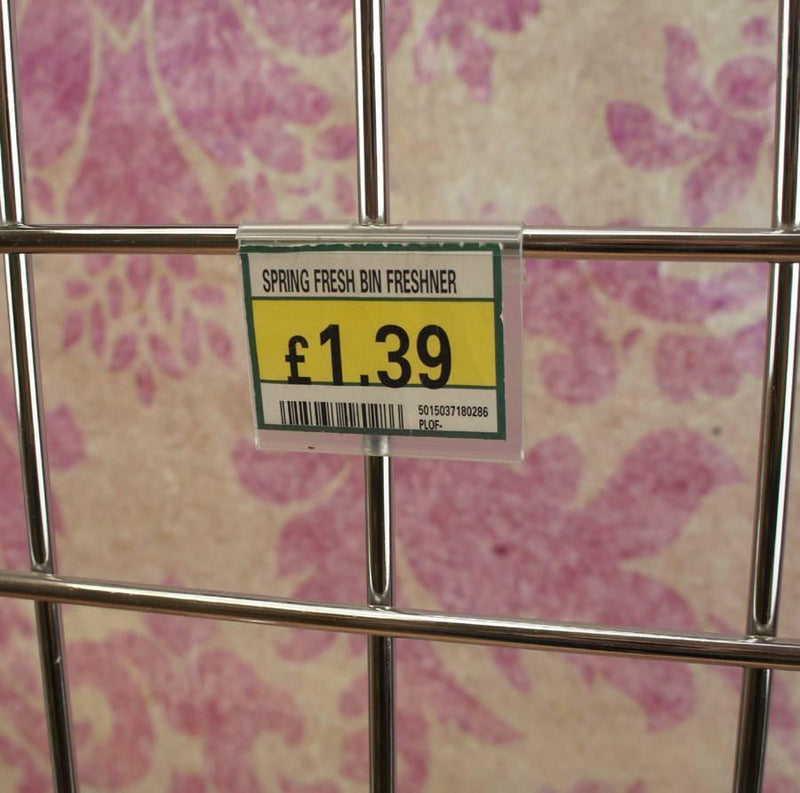 SPRING FRESH BIN FRESHNER
£1.39
5015037180286
PLOF-